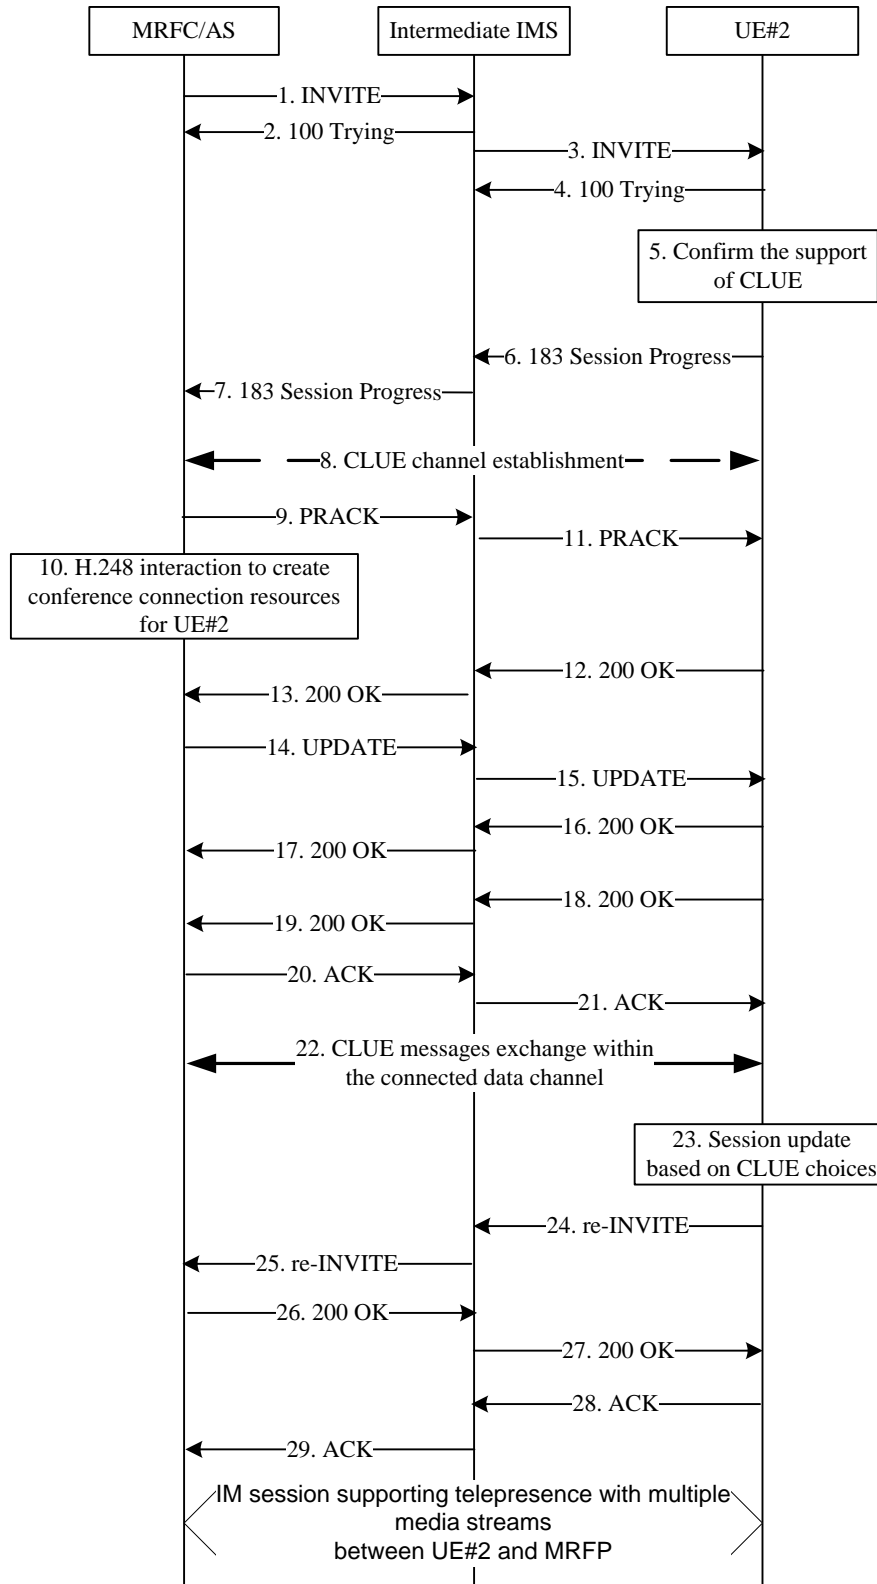 MRFC/AS
Intermediate IMS
UE#2
1. INVITE
2. 100 Trying
3. INVITE
4. 100 Trying
5. Confirm the support
of CLUE
6. 183 Session Progress
7. 183 Session Progress
8. CLUE channel establishment
9. PRACK
11. PRACK
10. H.248 interaction to create
conference connection resources
for UE#2
12. 200 OK
13. 200 OK
14. UPDATE
15. UPDATE
16. 200 OK
17. 200 OK
18. 200 OK
19. 200 OK
20. ACK
21. ACK
22. CLUE messages exchange within
the connected data channel
23. Session update
based on CLUE choices
24. re-INVITE
25. re-INVITE
26. 200 OK
27. 200 OK
28. ACK
29. ACK
IM session supporting telepresence with multiple
media streams
between UE#2 and MRFP